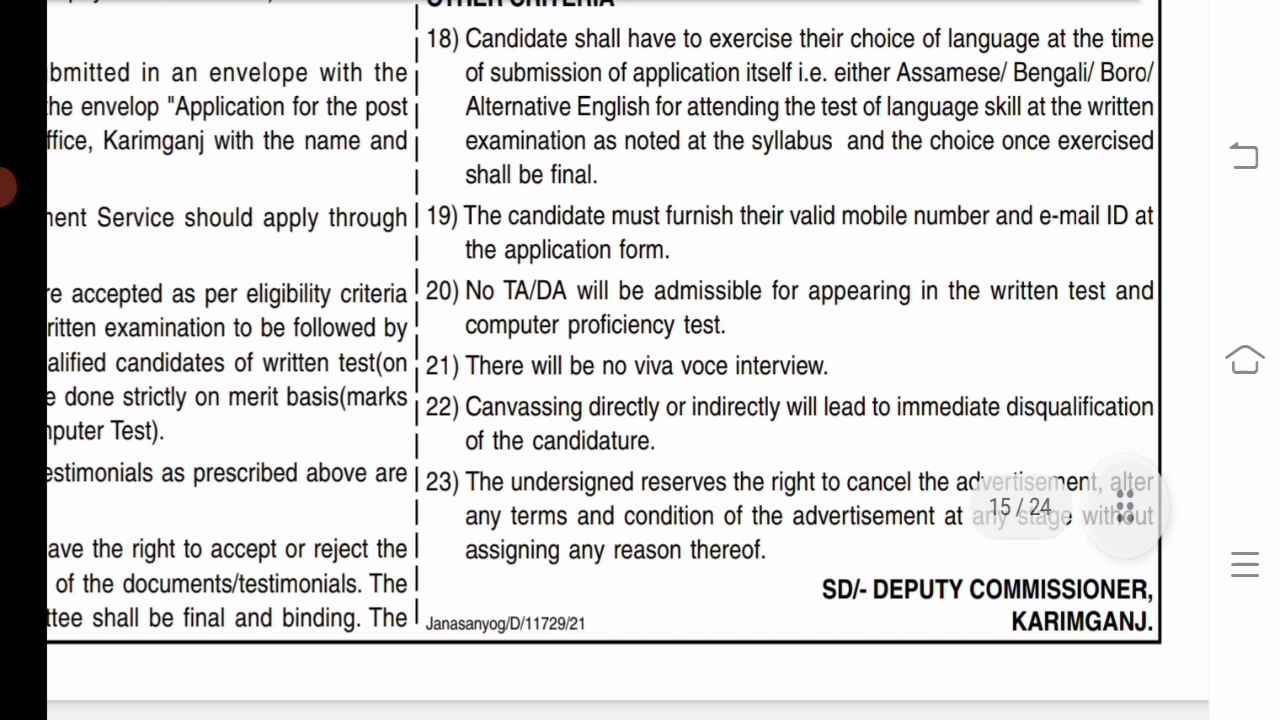 bmitted in an envelope with the
the envelop "Application for the post
ffice, Karimganj with the name and
Service should apply through
accepted as per eligibility criteria
ritten examination to be followed by
alified candidates of written test(on
done strictly on merit basis(marks
nputer Test).
estimonials as prescribed above are
ave the right to accept or reject the
of the documents/testimonials. The
ttee shall be final and binding. The
OTHER CRITERIA
18) Candidate shall have to exercise their choice of language at the time
of submission of application itself i.e. either Assamese/ Bengali/ Boro/
Alternative English for attending the test of language skill at the written
examination as noted at the syllabus and the choice once exercised
shall be final.
19) The candidate must furnish their valid mobile number and e-mail ID at
the application form.
20) No TA/DA will be admissible for appearing in the written test and
computer proficiency test.
21) There will be no viva voce interview.
22) Canvassing directly or indirectly will lead to immediate disqualification
of the candidature.
23) The undersigned reserves the right to cancel the advertisement, alter
any terms and condition of the advertisement at any stage without
assigning any reason thereof.
15 / 24
SD/- DEPUTY COMMISSIONER,
KARIMGANJ.
Janasanyog/D/11729/21